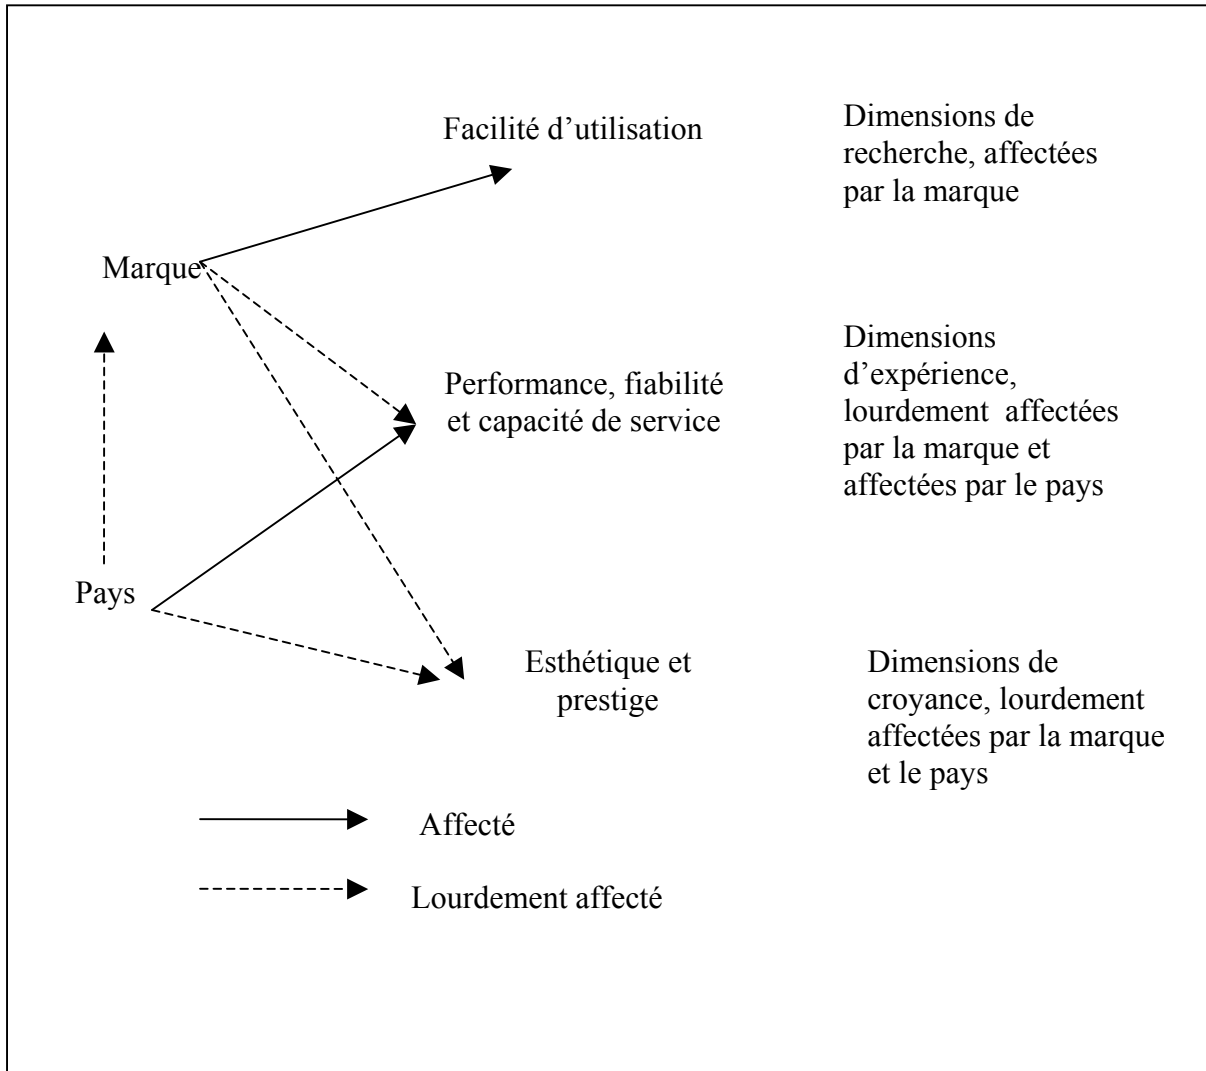 Facilité d’utilisation
Dimensions de
recherche, affectées
par la marque
Marque
Performance, fiabilité
et capacité de service
Dimensions
d’expérience,
lourdement  affectées
par la marque et
affectées par le pays
Pays
Esthétique et
prestige
Dimensions de
croyance, lourdement
affectées par la marque
et le pays
Affecté
Lourdement affecté